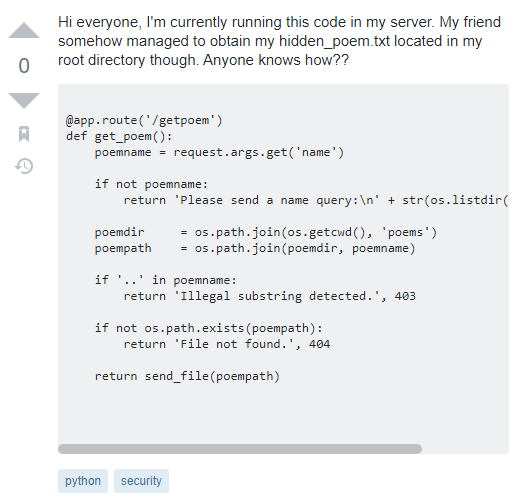 Hi everyone, I'm currently running this code in my server. My friend
somehow managed to obtain my hidden_poem.txt located in my
root directory though. Anyone knows how??
0
@app.route('/getpoem')
def get_poem():
    poemname = request.args.get('name')
    if not poemname:
        return 'Please send a name query:\n' + str(os.listdir(
    poemdir     = os.path.join(os.getcwd(), 'poems')
    poempath    = os.path.join(poemdir, poemname)
    if '..' in poemname:
        return 'Illegal substring detected.', 403
    if not os.path.exists(poempath):
        return 'File not found.', 404
    return send_file(poempath)
python
security